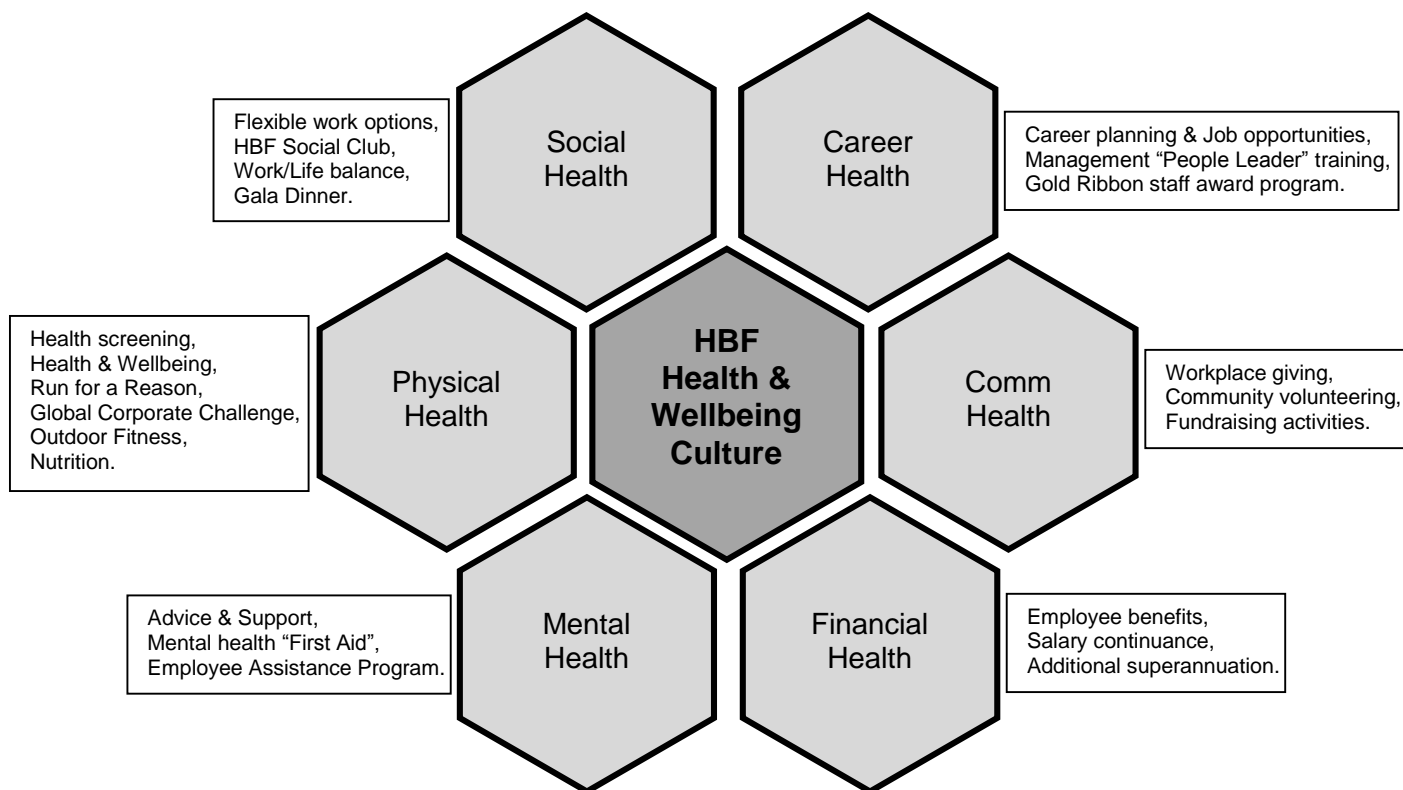 Flexible work options,
HBF Social Club,
Work/Life balance,
Gala Dinner.
Social
Health
Career
Health
Career planning & Job opportunities,
Management “People Leader” training,
Gold Ribbon staff award program.
Health screening,
Health & Wellbeing,
Run for a Reason,
Global Corporate Challenge,
Outdoor Fitness,
Nutrition.
Physical
Health
HBF
Health &
Wellbeing
Culture
Comm
Health
Workplace giving,
Community volunteering,
Fundraising activities.
Advice & Support,
Mental health “First Aid”,
Employee Assistance Program.
Mental
Health
Financial
Health
Employee benefits,
Salary continuance,
Additional superannuation.